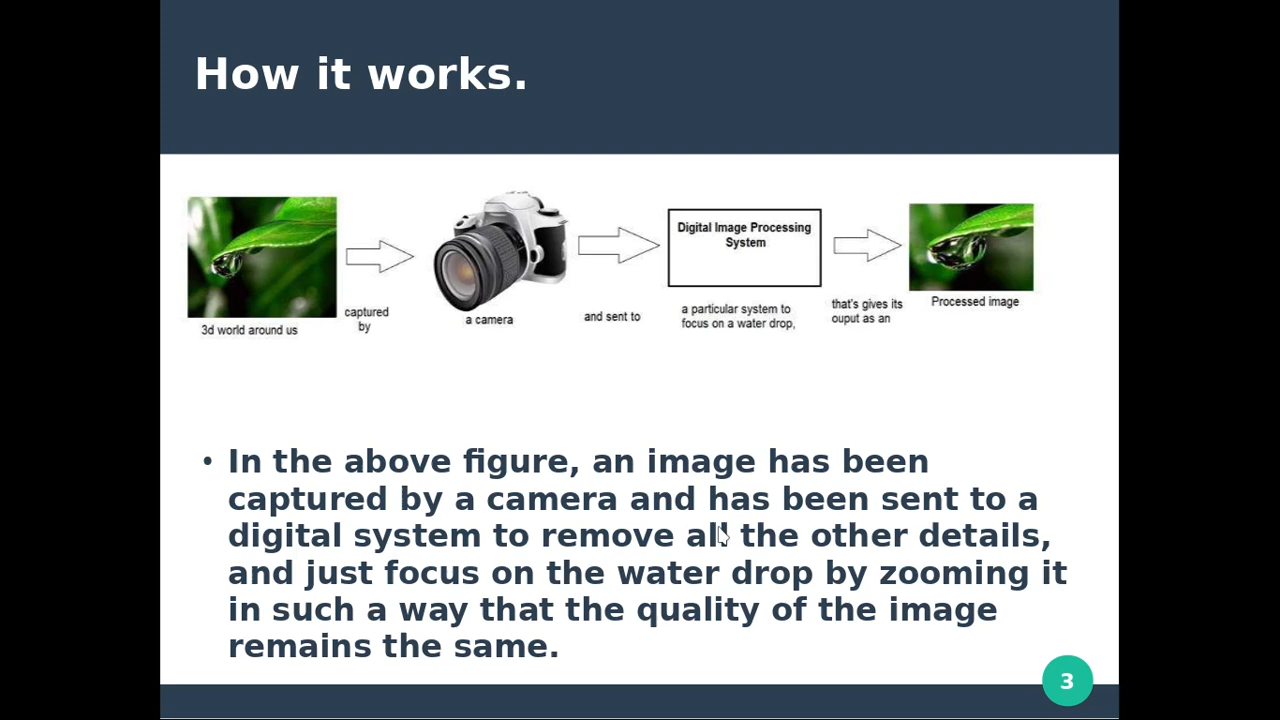 How it works.
Digital Image Processing
System
3d world around us
captured
by
a camera
and sent to
a particular system to
focus on a water drop,
that's gives its
ouput as an
Processed image
• In the above figure, an image has been
captured by a camera and has been sent to a
digital system to remove all the other details,
and just focus on the water drop by zooming it
in such a way that the quality of the image
remains the same.
3